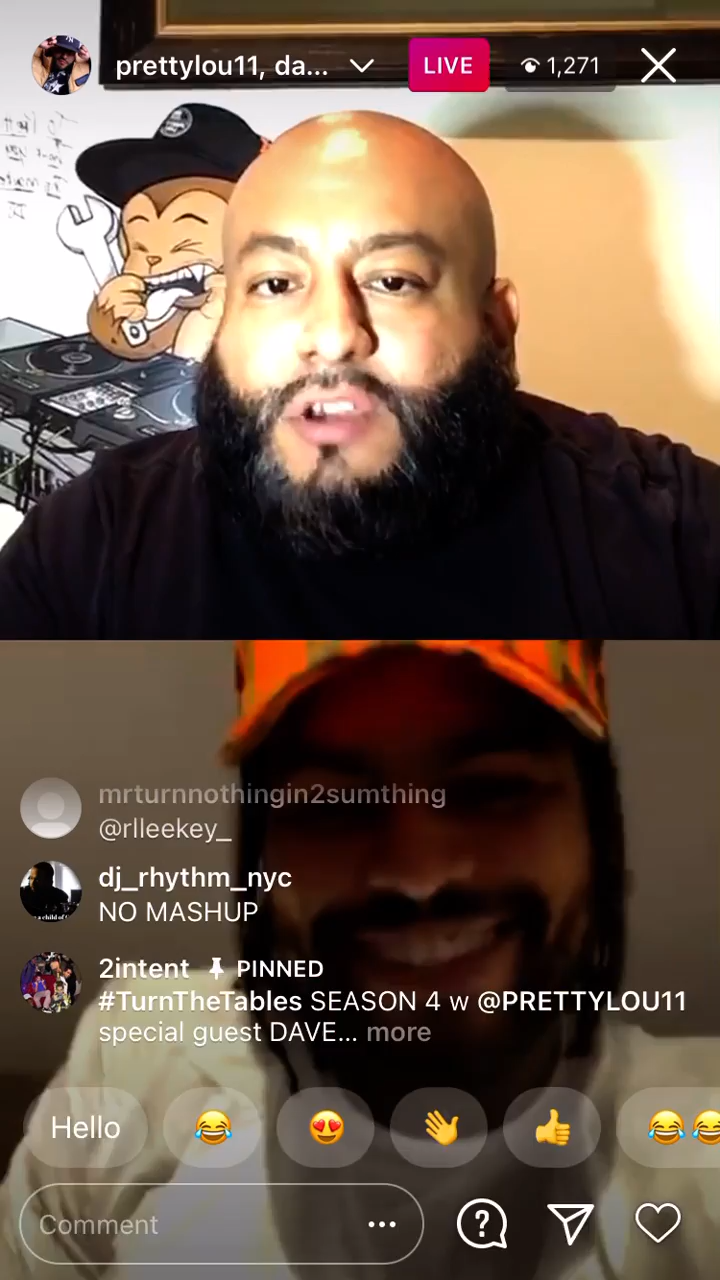 prettylou11, da...
LIVE
1,271
mrturnnothingin2sumthing
@rlleekey_
dj_rhythm_nyc
NO MASHUP
2intent PINNED
#TurnTheTables SEASON 4 w @PRETTYLOU11
special guest DAVE... more
Hello
Comment